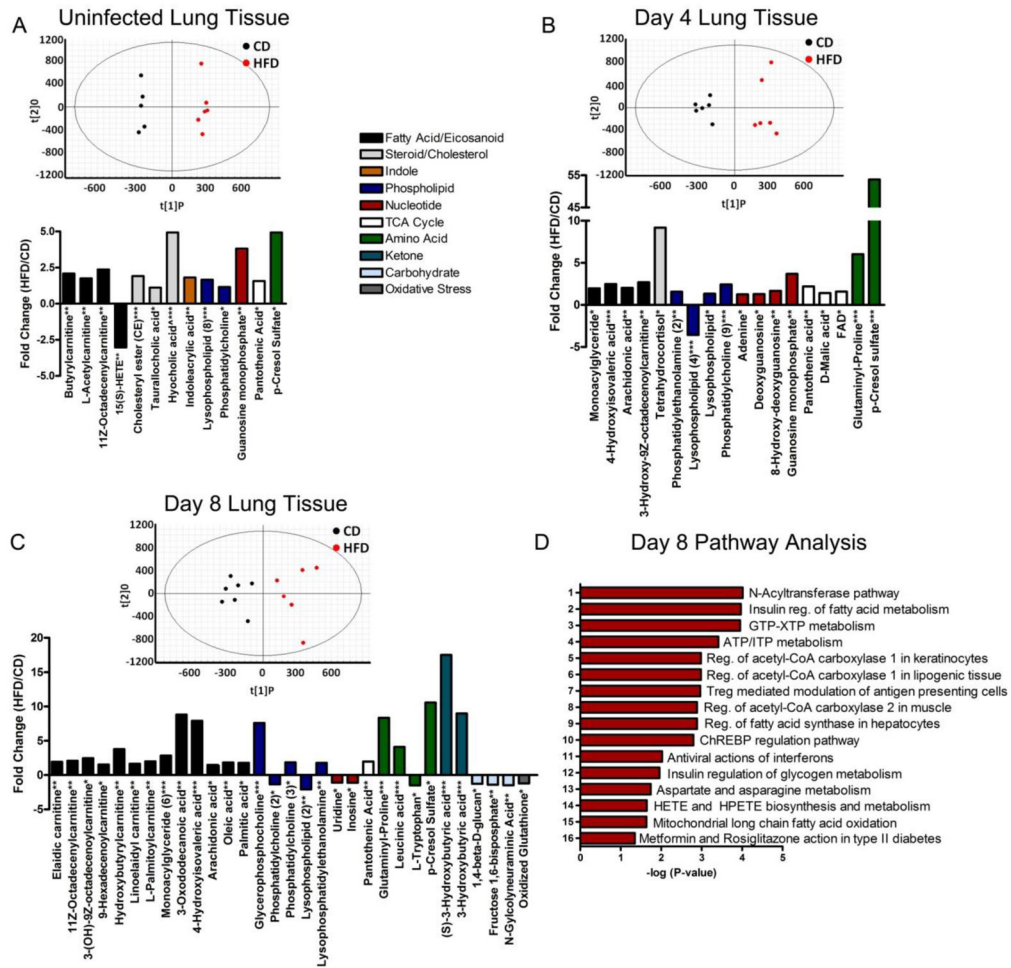 A
Uninfected Lung Tissue
1200
800
400
0
-400
-800
-1200
t[2]0
CD
HFD
-600
-300
0
300
600
t[1]P
Fold Change (HFD/CD)
5.0
2.5
0.0
-2.5
-5.0
Butyrylcarnitine**
L-Acetylcarnitine**
11Z-Octadecenylcarnitine**
15(S)-HETE**
Cholesteryl ester (CE)***
Taurallocholic acid*
Hyocholic acid****
Indoleacrylic acid*
Lysophospholipid (8)***
Phosphatidylcholine*
Guanosine monophosphate**
Pantothenic Acid*
p-Cresol Sulfate*
Fatty Acid/Eicosanoid
Steroid/Cholesterol
Indole
Phospholipid
Nucleotide
TCA Cycle
Amino Acid
Ketone
Carbohydrate
Oxidative Stress
B
Day 4 Lung Tissue
1200
800
400
0
-400
-800
-1200
t[2]0
CD
HFD
-600
-300
0
300
600
t[1]P
Fold Change (HFD/CD)
55
45
10
5
0
-5
Monoacylglyceride*
4-Hydroxyisovaleric acid***
Arachidonic acid**
3-Hydroxy-9Z-octadecenoylcarnitine**
Tetrahydrocortisol*
Phosphatidylethanolamine (2)**
Lysophospholipid (4)***
Lysophosphospholipid*
Phosphatidylcholine (9)***
Adenine*
Deoxyguanosine*
8-Hydroxy-deoxyguanosine**
Guanosine monophosphate**
Pantothenic acid**
D-Malic acid*
FAD*
Glutaminyl-Proline***
p-Cresol sulfate***
C
Day 8 Lung Tissue
1200
800
400
0
-400
-800
-1200
t[2]0
CD
HFD
-600
-300
0
300
600
t[1]P
Fold Change (HFD/CD)
20
15
10
5
0
-5
Elaidic carnitine**
11Z-Octadecenylcarnitine**
3-(OH)-9Z-octadecenoylcarnitine*
9-Hexadecenoylcarnitine*
Hydroxybutyrylcarnitine**
Linoelaidyl carnitine**
L-Palmitoylcarnitine**
Monoacylglyceride (6)***
3-Oxododecanoic acid**
4-Hydroxyisovaleric acid***
Arachidonic acid*
Oleic acid***
Palmitic Acid*
Glycerophosphocholine***
Phosphatidylcholine (2)*
Phosphatidylcholine (3)*
Lysophospholipid (2)**
Lysophosphatidylethanolamine**
Uridine*
Inosine*
Pantothenic Acid**
Glutaminyl-Proline***
Leucinic acid***
L-Tryptophan*
p-Cresol Sulfate*
(S)-3-Hydroxybutyric acid***
3-Hydroxybutyric acid***
1,4-beta-D-glucan*
Fructose 1,6-bisphosphate**
N-Gylcolyneuraminic Acid**
Oxidized Glutathione*
D
Day 8 Pathway Analysis
1 N-Acyltransferase pathway
2 Insulin reg. of fatty acid metabolism
3 GTP-XTP metabolism
4 ATP/ITP metabolism
5 Reg. of acetyl-CoA carboxylase 1 in keratinocytes
6 Reg. of acetyl-CoA carboxylase 1 in lipogenic tissue
7 Treg mediated modulation of antigen presenting cells
8 Reg. of acetyl-CoA carboxylase 2 in muscle
9 Reg. of fatty acid synthase in hepatocytes
10 ChREBP regulation pathway
11 Antiviral actions of interferons
12 Insulin regulation of glycogen metabolism
13 Aspartate and asparagine metabolism
14 HETE and HPETE biosynthesis and metabolism
15 Mitochondrial long chain fatty acid oxidation
16 Metformin and Rosiglitazone action in type II diabetes
0 1 2 3 4 5
-log (P-value)